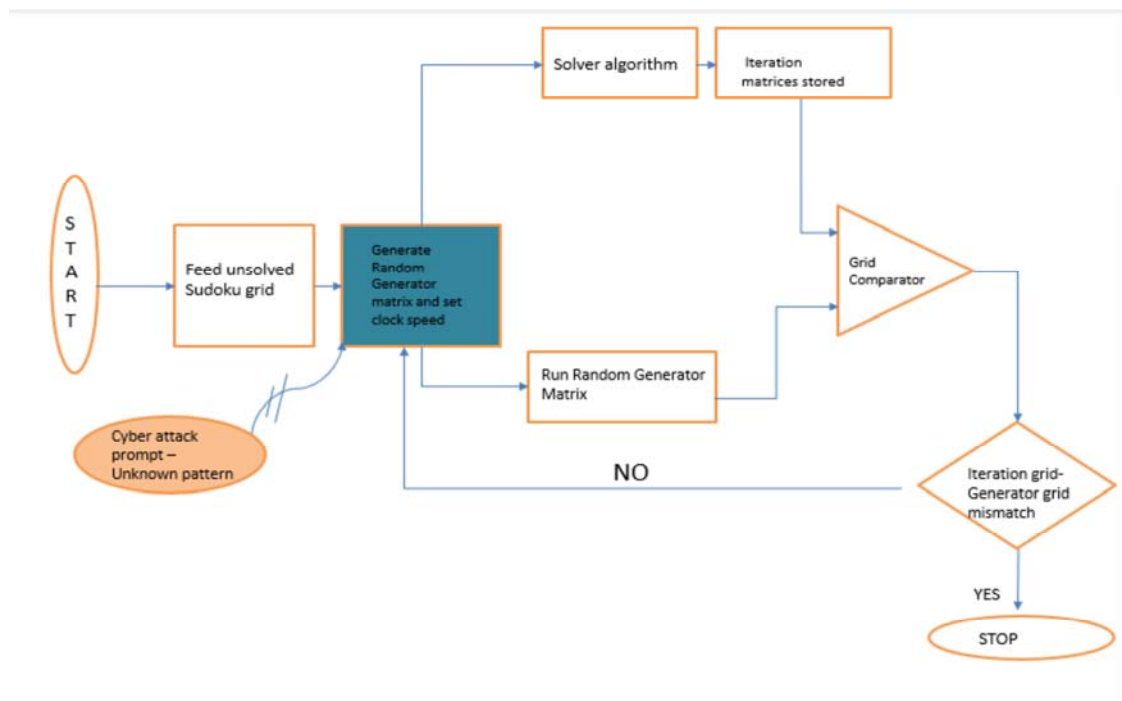 Solver algorithm
Iteration
matrices stored
S
T
A
R
T
Feed unsolved
Sudoku grid
Generate
Random
Generator
matrix and set
clock speed
Grid
Comparator
Run Random Generator
Matrix
Cyber attack
prompt –
Unknown pattern
NO
Iteration grid-
Generator grid
mismatch
YES
STOP